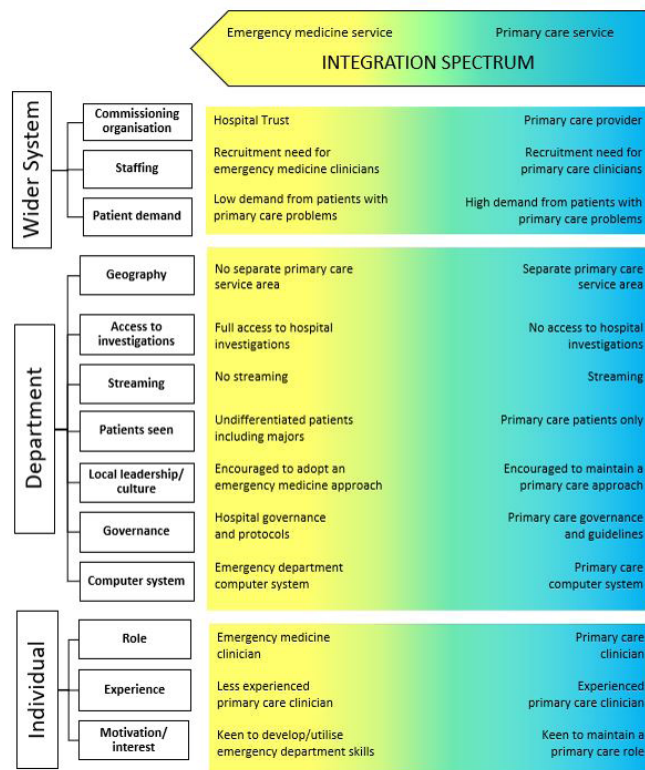 Emergency medicine service Primary care service
INTEGRATION SPECTRUM
Wider System
Commissioning
organisation
Hospital Trust
Primary care provider
Staffing
Recruitment need for
emergency medicine clinicians
Recruitment need for
primary care clinicians
Patient demand
Low demand from patients with
primary care problems
High demand from patients with
primary care problems
Department
Geography
No separate primary care
service area
Separate primary care
service area
Access to
investigations
Full access to hospital
investigations
No access to hospital
investigations
Streaming
No streaming
Streaming
Patients seen
Undifferentiated patients
including majors
Primary care patients only
Local leadership/
culture
Encouraged to adopt an
emergency medicine approach
Encouraged to maintain a
primary care approach
Governance
Hospital governance
and protocols
Primary care governance
and guidelines
Computer system
Emergency department
computer system
Primary care
computer system
Individual
Role
Emergency medicine
clinician
Primary care
clinician
Experience
Less experienced
primary care clinician
Experienced
primary care clinician
Motivation/
interest
Keen to develop/utilise
emergency department skills
Keen to maintain a
primary care role